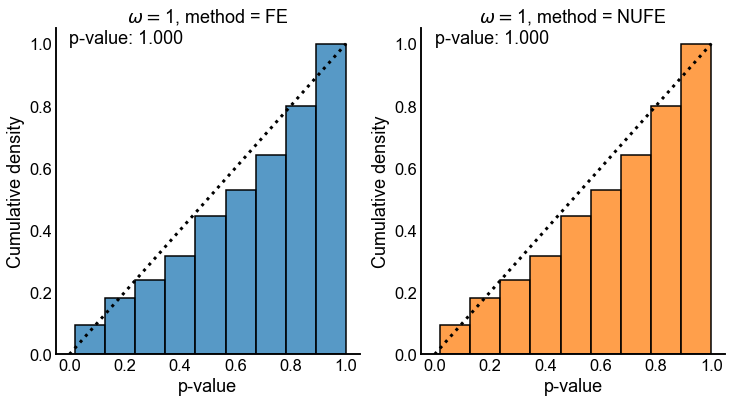 ω = 1, method = FE
p-value: 1.000
1.0
0.8
0.6
0.4
0.2
0.0
Cumulative density
0.0 0.2 0.4 0.6 0.8 1.0
p-value
ω = 1, method = NUFE
p-value: 1.000
1.0
0.8
0.6
0.4
0.2
0.0
Cumulative density
0.0 0.2 0.4 0.6 0.8 1.0
p-value